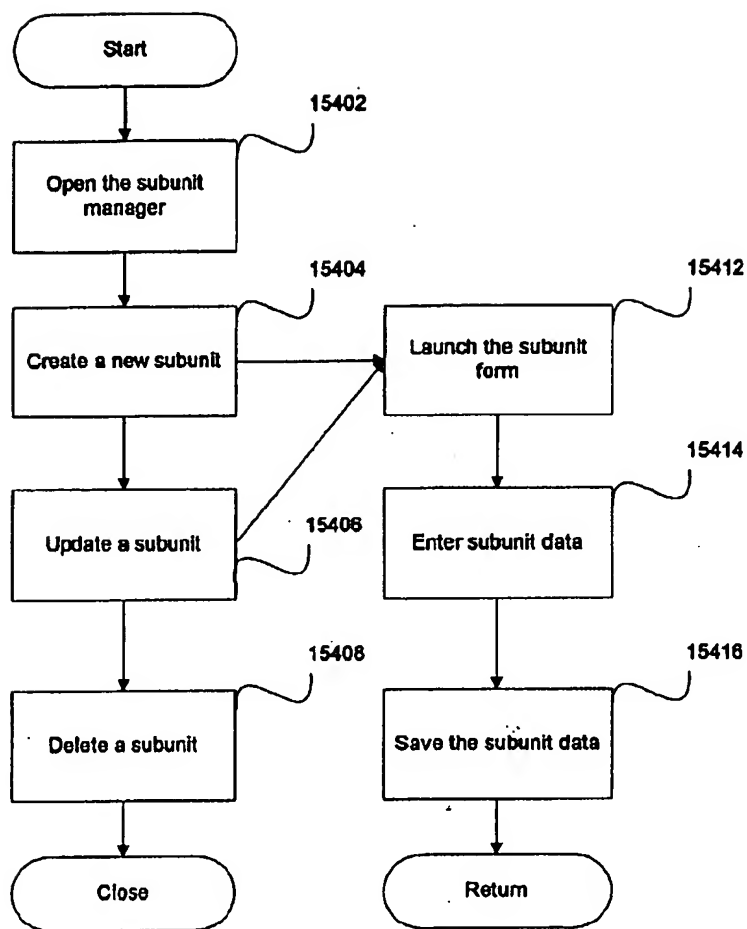 Start
15402
Open the subunit
manager
15404
15412
Create a new subunit
Launch the subunit
form
15414
Update a subunit
15406
Enter subunit data
15408
15416
Delete a subunit
Save the subunit data
Close
Return